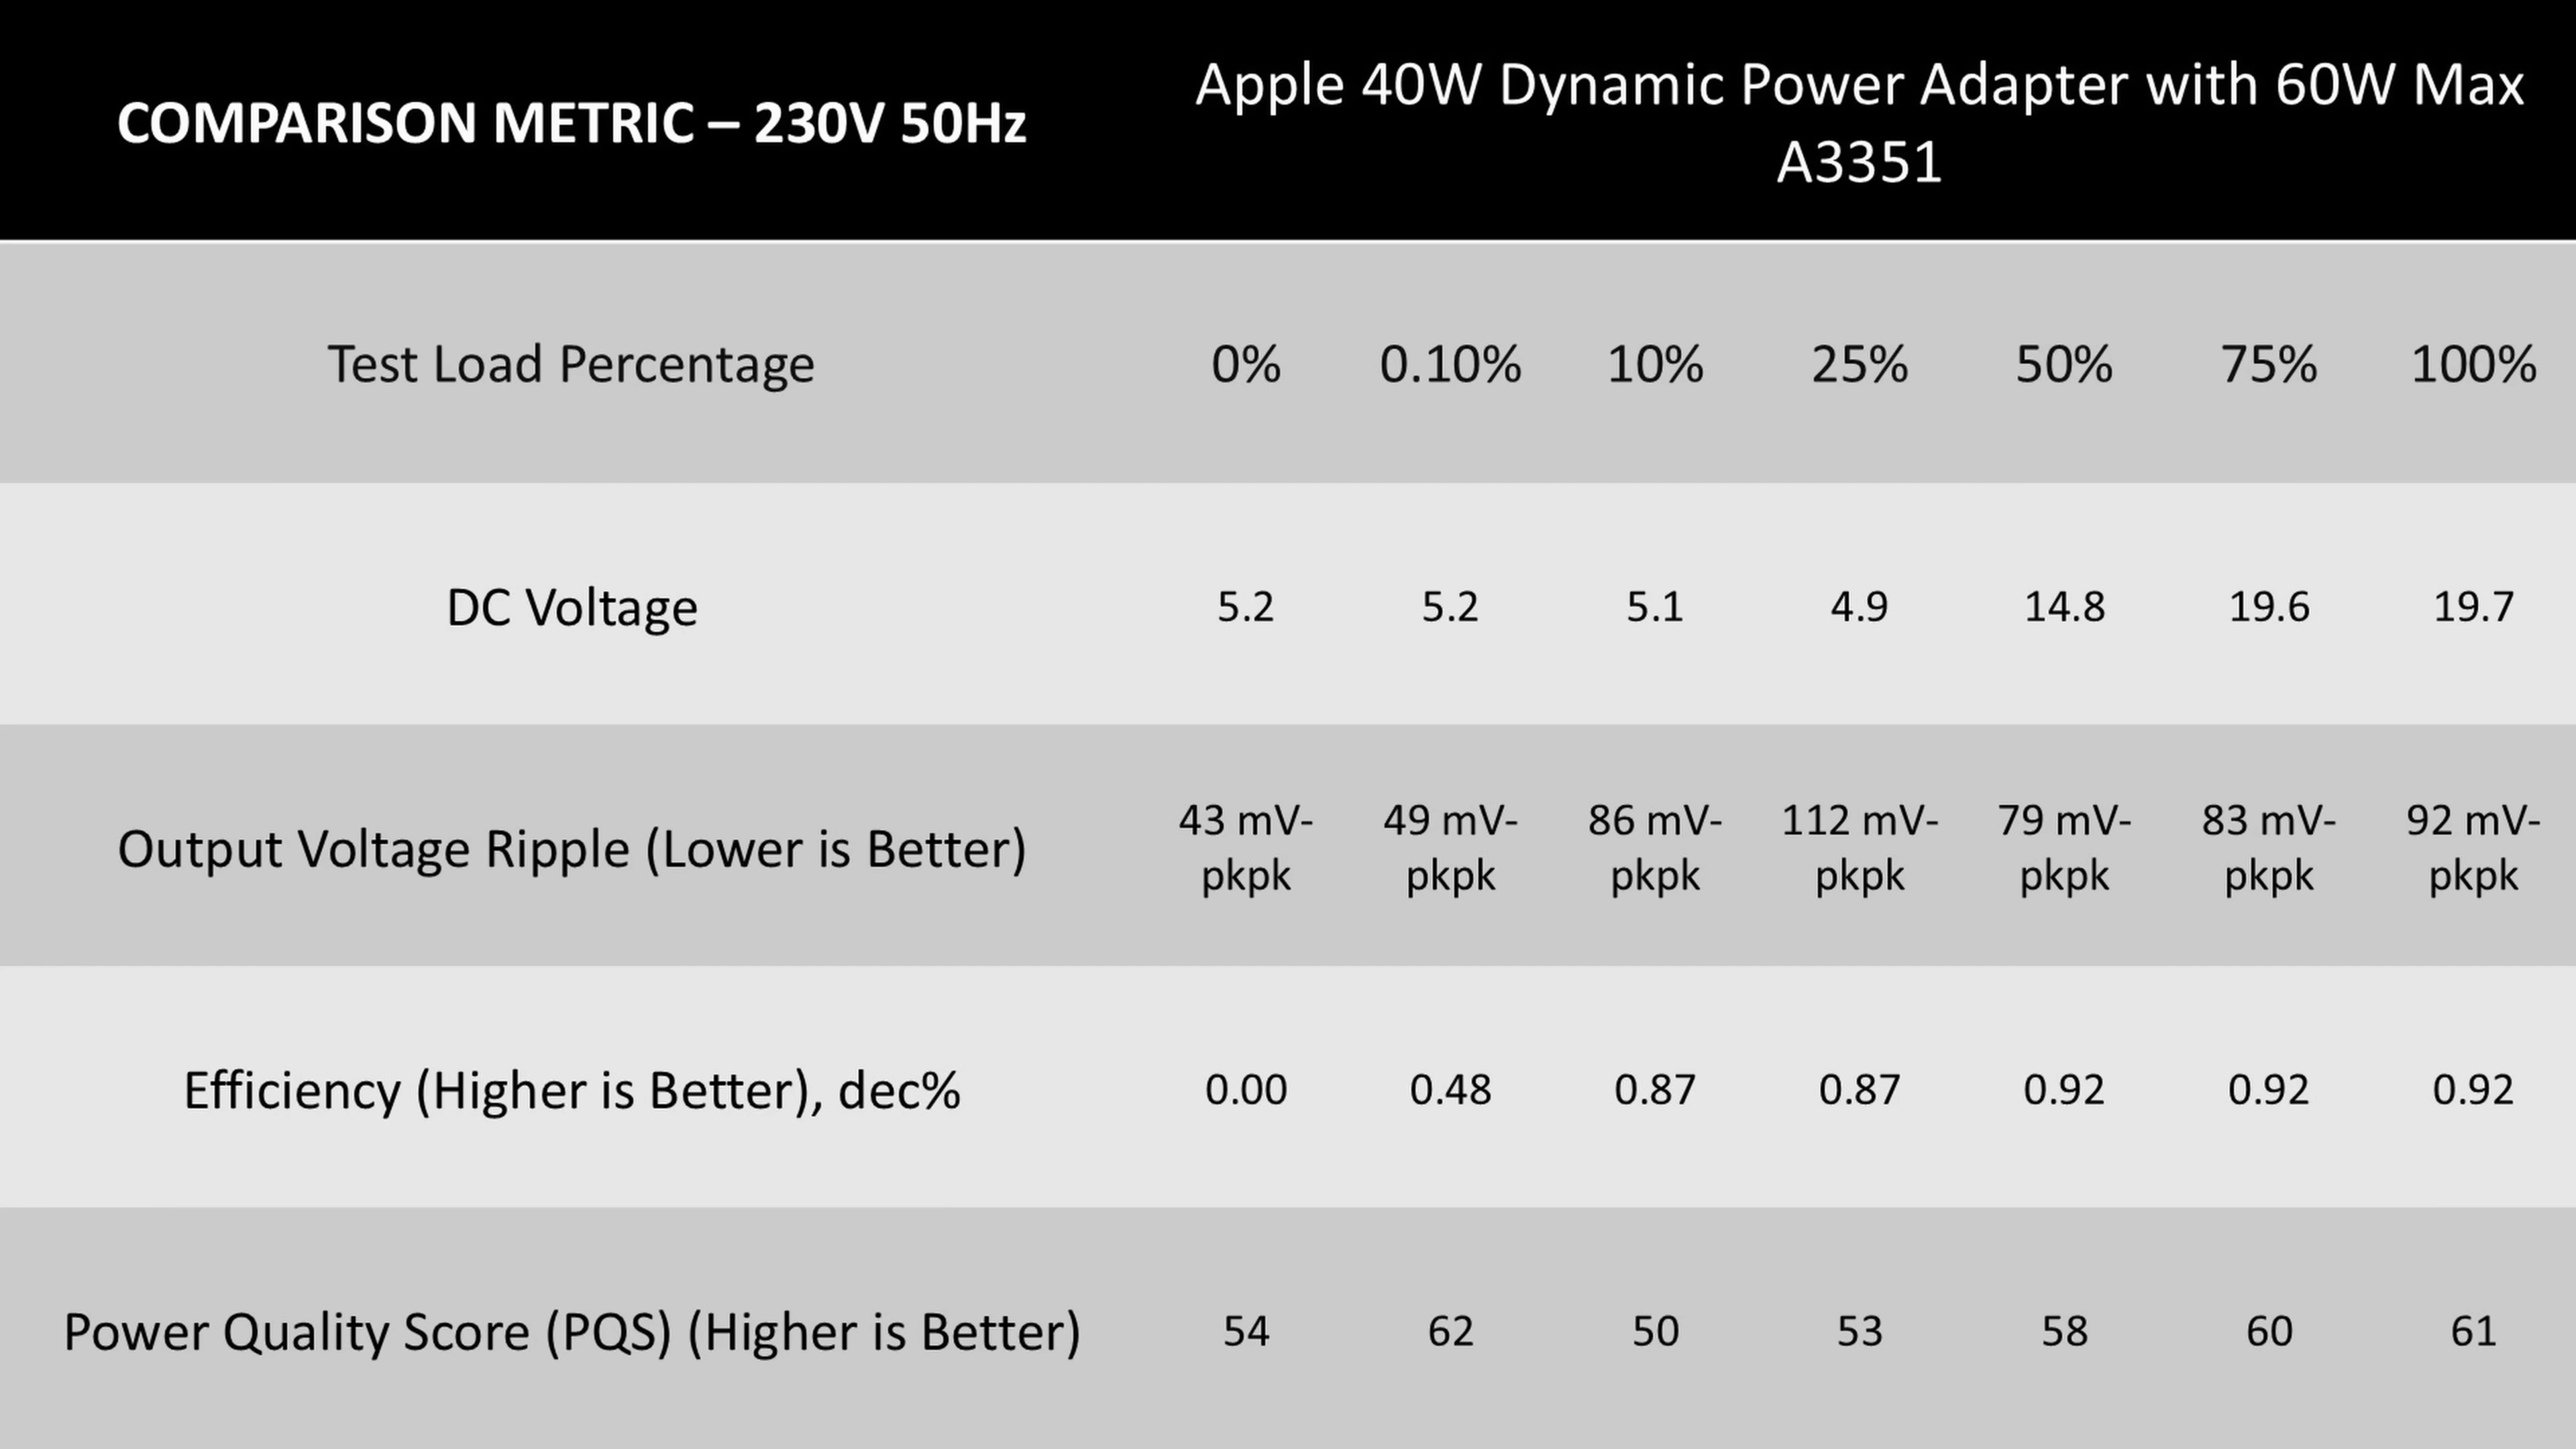 COMPARISON METRIC – 230V 50Hz
Apple 40W Dynamic Power Adapter with 60W Max
A3351
Test Load Percentage 0% 0.10% 10% 25% 50% 75% 100%
DC Voltage 5.2 5.2 5.1 4.9 14.8 19.6 19.7
Output Voltage Ripple (Lower is Better) 43 mV- 49 mV- 86 mV- 112 mV- 79 mV- 83 mV- 92 mV-
pkpk pkpk pkpk pkpk pkpk pkpk pkpk
Efficiency (Higher is Better), dec% 0.00 0.48 0.87 0.87 0.92 0.92 0.92
Power Quality Score (PQS) (Higher is Better) 54 62 50 53 58 60 61